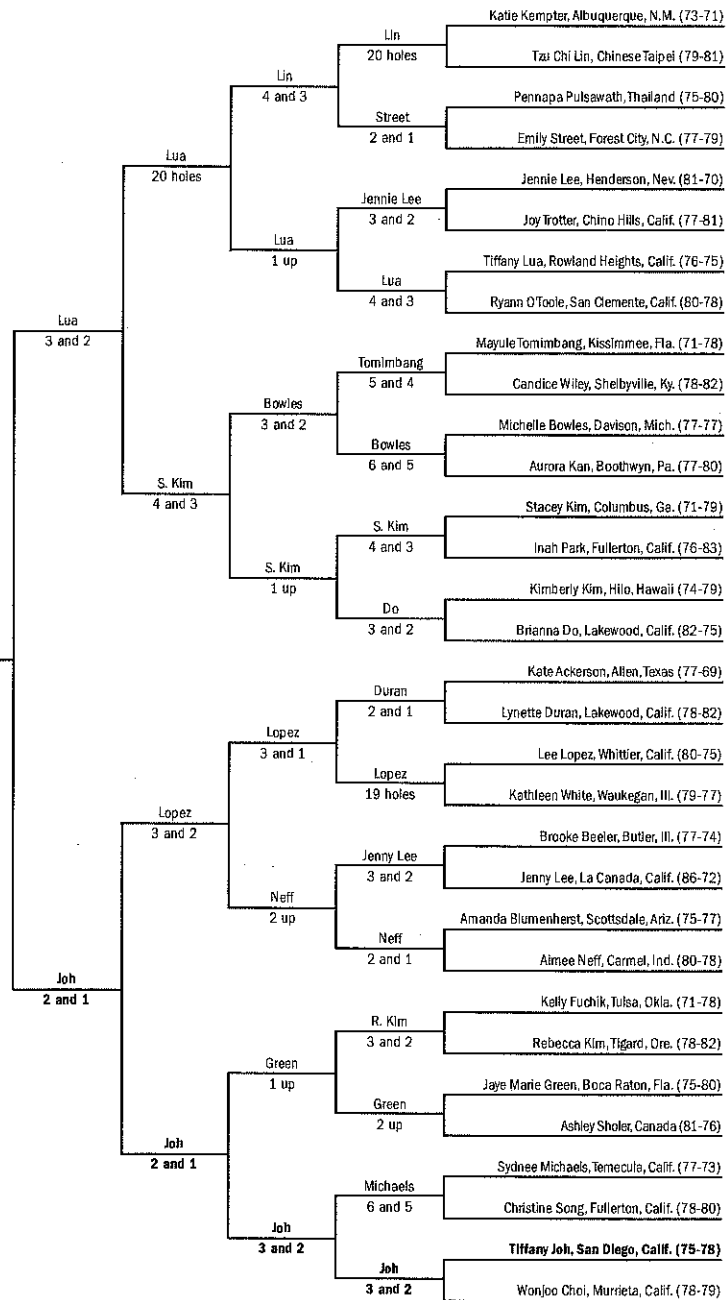 Katie Kempter, Albuquerque, N.M. (73-71)
Lin
20 holes
Tzu Chi Lin, Chinese Taipei (79-81)
Lin
4 and 3
Pennapa Pulsawath, Thailand (75-80)
Street
2 and 1
Emily Street, Forest City, N.C. (77-79)
Lua
20 holes
Jennie Lee, Henderson, Nev. (81-70)
Jennie Lee
3 and 2
Joy Trotter, Chino Hills, Calif. (77-81)
Lua
1 up
Tiffany Lua, Rowland Heights, Calif. (76-75)
Lua
4 and 3
Ryann O'Toole, San Clemente, Calif. (80-78)
Lua
3 and 2
Mayule Tomimbang, Kissimmee, Fla. (71-78)
Tomimbang
5 and 4
Candice Wiley, Shelbyville, Ky. (78-82)
Bowles
3 and 2
Michelle Bowles, Davison, Mich. (77-77)
Bowles
6 and 5
Aurora Kan, Boothwyn, Pa. (77-80)
S. Kim
4 and 3
Stacey Kim, Columbus, Ga. (71-79)
S. Kim
4 and 3
Inah Park, Fullerton, Calif. (76-83)
S. Kim
1 up
Kimberly Kim, Hilo, Hawaii (74-79)
Do
3 and 2
Brianna Do, Lakewood, Calif. (82-75)
Kate Ackerson, Allen, Texas (77-69)
Duran
2 and 1
Lynette Duran, Lakewood, Calif. (78-82)
Lopez
3 and 1
Lee Lopez, Whittier, Calif. (80-75)
Lopez
19 holes
Kathleen White, Waukegan, Ill. (79-77)
Lopez
3 and 2
Brooke Beeler, Butler, Ill. (77-74)
Jenny Lee
3 and 2
Jenny Lee, La Canada, Calif. (86-72)
Neff
2 up
Amanda Blumenherst, Scottsdale, Ariz. (75-77)
Neff
2 and 1
Aimee Neff, Carmel, Ind. (80-78)
Joh
2 and 1
Kelly Fuchik, Tulsa, Okla. (71-78)
R. Kim
3 and 2
Rebecca Kim, Tigard, Ore. (78-82)
Green
1 up
Jaye Marie Green, Boca Raton, Fla. (75-80)
Green
2 up
Ashley Sholer, Canada (81-76)
Joh
2 and 1
Sydnee Michaels, Temecula, Calif. (77-73)
Michaels
6 and 5
Christine Song, Fullerton, Calif. (78-80)
Joh
3 and 2
Tiffany Joh, San Diego, Calif. (75-78)
Joh
3 and 2
Wonjoo Choi, Murrieta, Calif. (78-79)